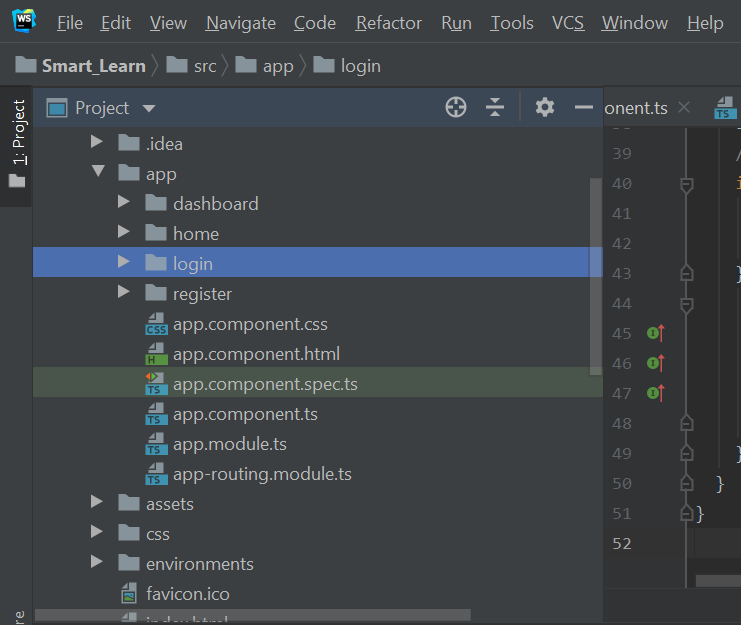 WS File Edit View Navigate Code Refactor Run Tools VCS Window Help
Smart_Learn src app login
1: Project
Project
onent.ts TS
.idea
app
dashboard
home
login
register
CSS app.component.css
H app.component.html
TS app.component.spec.ts
TS app.component.ts
TS app.module.ts
TS app-routing.module.ts
assets
css
environments
favicon.ico
index.html
39 /
40 i
41
42
43 }
44
45 I
46 I
47 I
48
49 }
50 }
51 }
52
re